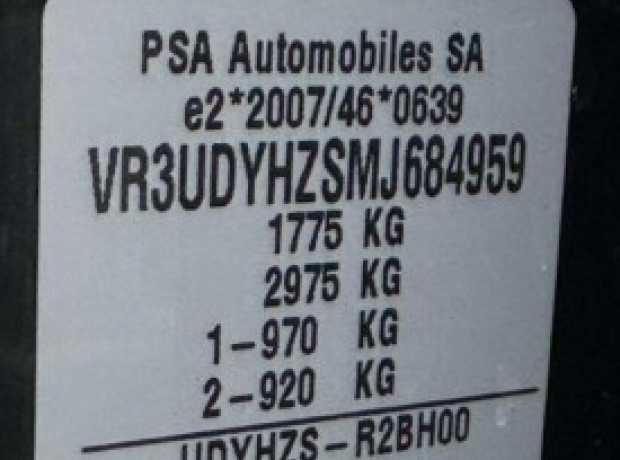 PSA Automobiles SA
e2*2007/46*0639
VR3UDYHZSMJ684959
1775 KG
2975 KG
1-970 KG
2-920 KG
UDYHZS-R2BH00